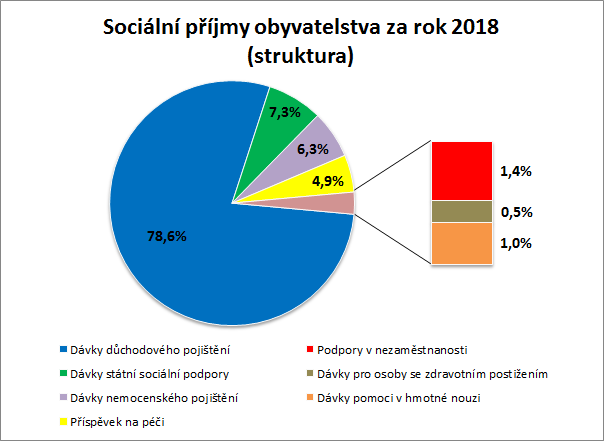 Sociální příjmy obyvatelstva za rok 2018
(struktura)
7,3%
6,3%
4,9%
78,6%
1,4%
0,5%
1,0%
Dávky důchodového pojištění
Podpory v nezaměstnanosti
Dávky státní sociální podpory
Dávky pro osoby se zdravotním postižením
Dávky nemocenského pojištění
Dávky pomoci v hmotné nouzi
Příspěvek na péči